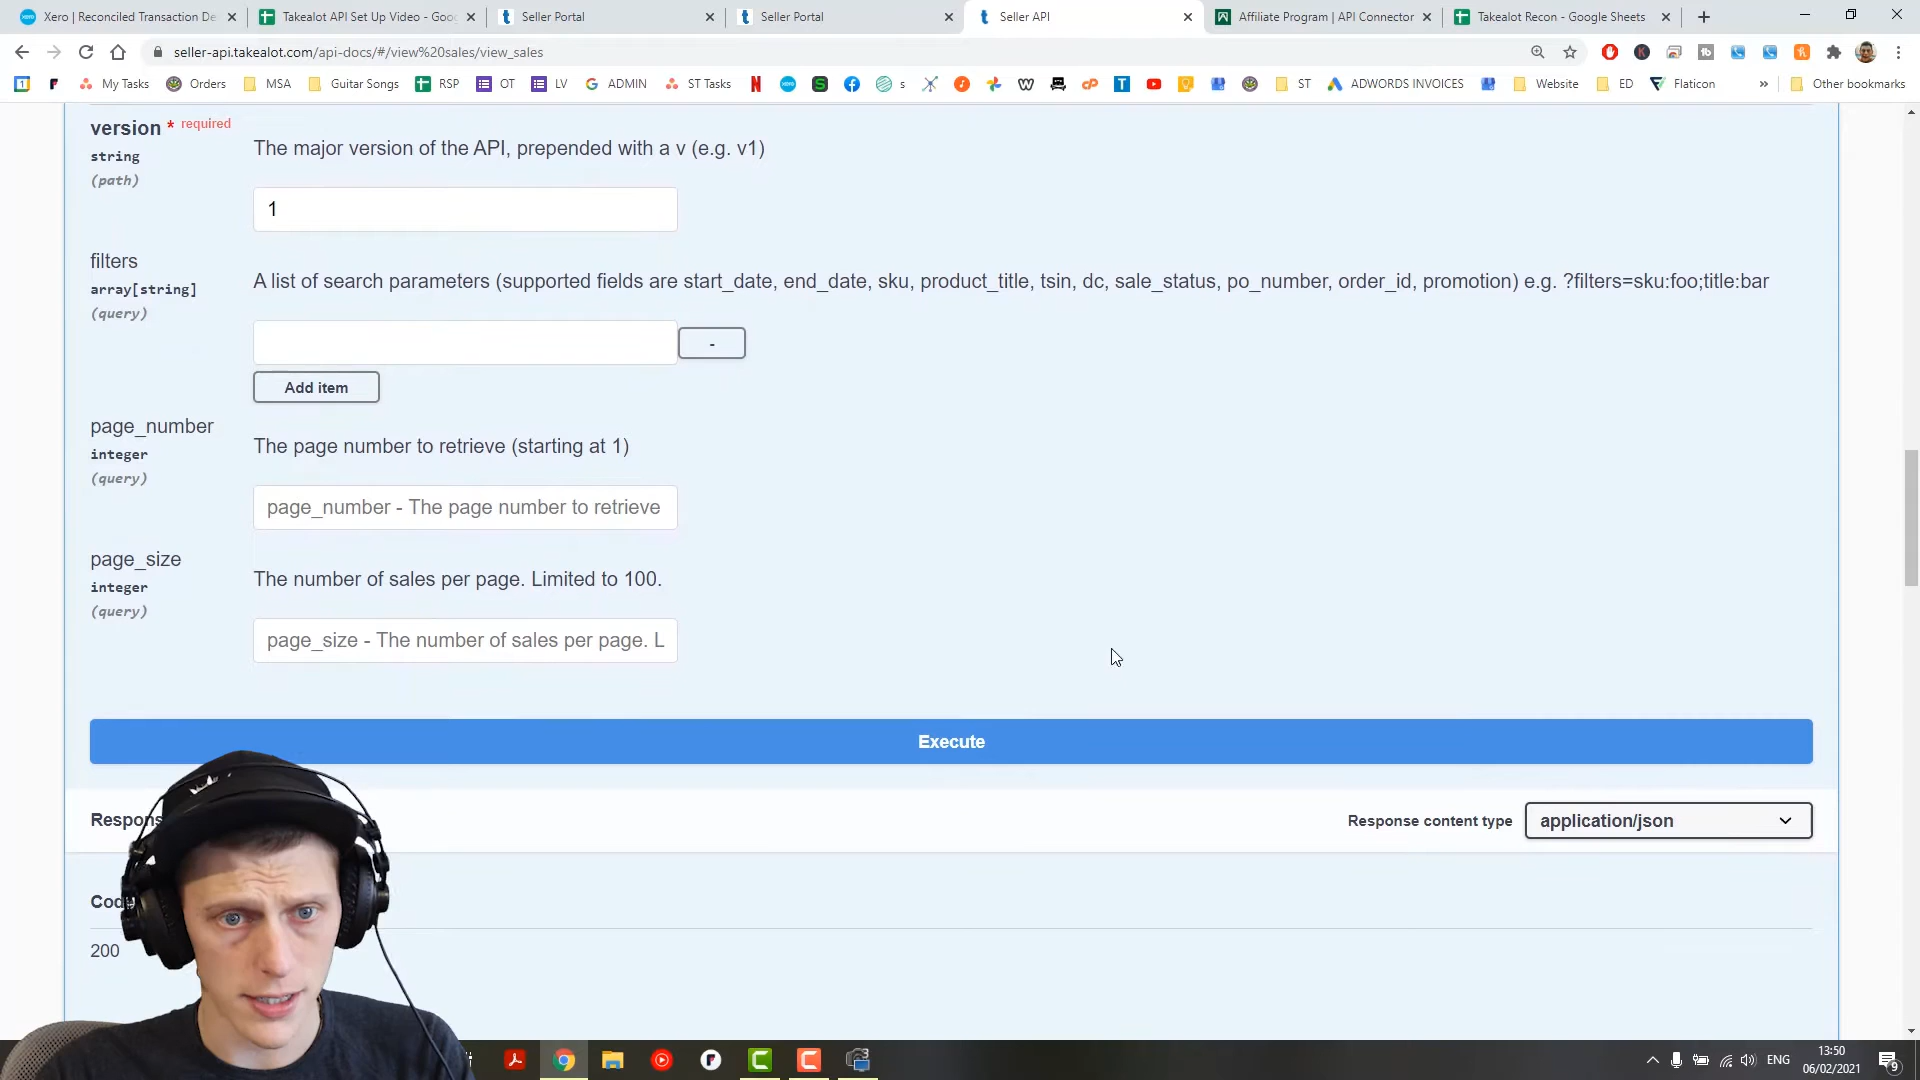 Xero | Reconciled Transaction De
Takealot API Set Up Video - Goo
Seller Portal
Seller Portal
Seller API
Affiliate Program | API Connector
Takealot Recon - Google Sheets
seller-api.takealot.com/api-docs/#/view%20sales/view_sales
My Tasks
Orders
MSA
Guitar Songs
RSP
OT
LV
ADMIN
ST Tasks
s
ST
ADWORDS INVOICES
Website
ED
Flaticon
»
Other bookmarks
version * required
string
(path)
The major version of the API, prepended with a v (e.g. v1)
1
filters
array[string]
(query)
A list of search parameters (supported fields are start_date, end_date, sku, product_title, tsin, dc, sale_status, po_number, order_id, promotion) e.g. ?filters=sku:foo;title:bar
-
Add item
page_number
integer
(query)
The page number to retrieve (starting at 1)
page_number - The page number to retrieve
page_size
integer
(query)
The number of sales per page. Limited to 100.
page_size - The number of sales per page. L
Execute
Respons
Response content type
application/json
Code
200
ENG
13:50
06/02/2021
9